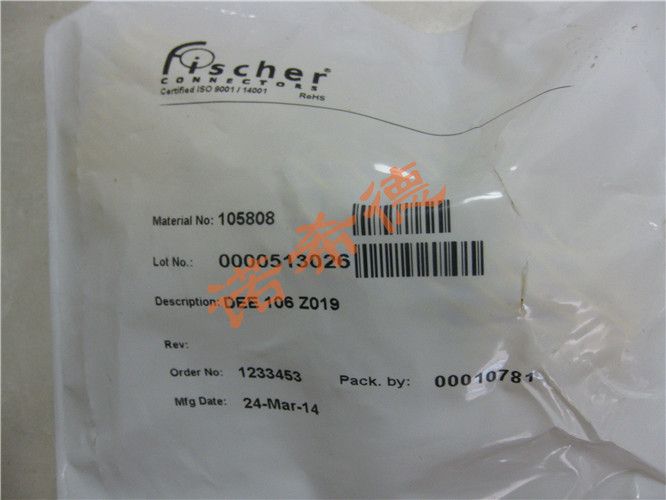 Fischer®
CONNECTORS
Certified ISO 9001 / 14001
RoHS
Material No: 105808
Lot No.: 0000513026
Description: DEE 106 Z019
Rev:
Order No: 1233453 Pack. by: 00010781
Mfg Date: 24-Mar-14
诺希德